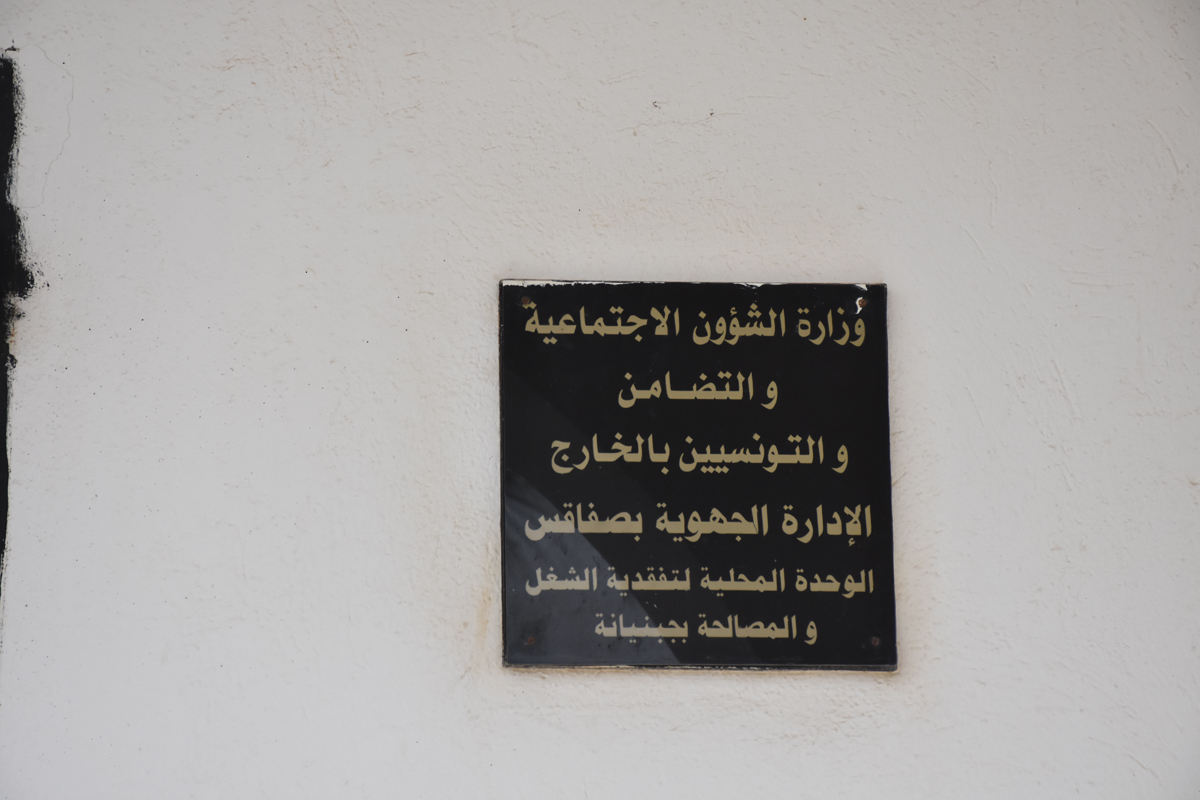 وزارة الشؤون الاجتماعية
و التضامن
و التونسيين بالخارج
الإدارة الجهوية بصفاقس
الوحدة المحلية لتفقدية الشغل
و المصالحة بجبنيانة